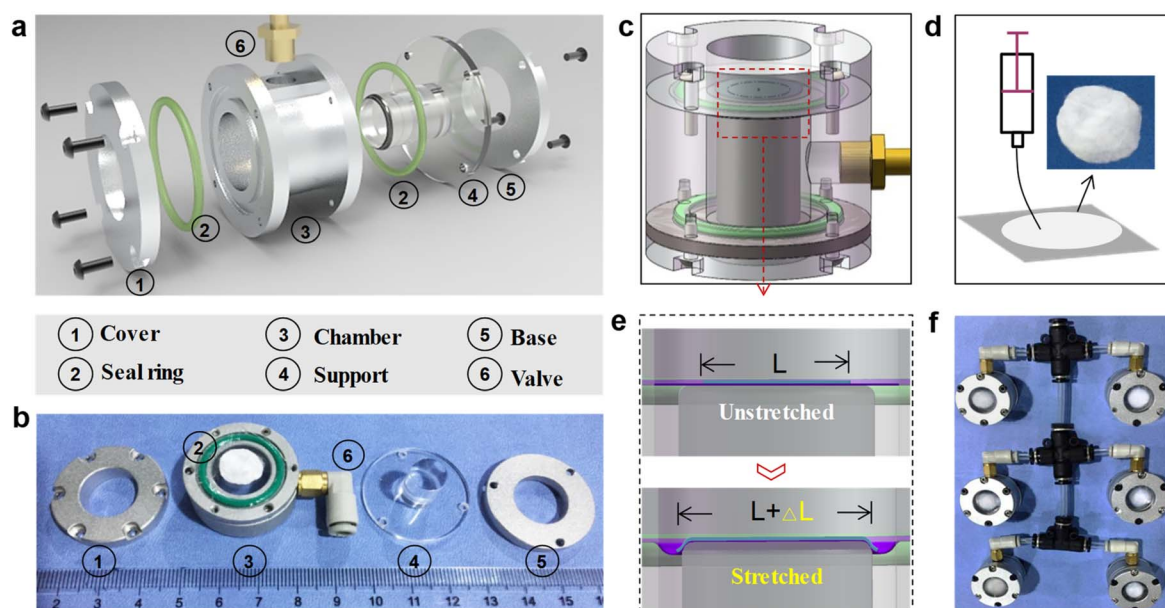 a
6
2
3
2
4
5
1
1 Cover
3 Chamber
5 Base
2 Seal ring
4 Support
6 Valve
b
2
6
1
3
4
5
2 3 4 5 6 7 8 9 10 11 12 13 14 15 16
c
d
e
L
Unstretched
L+△L
Stretched
f